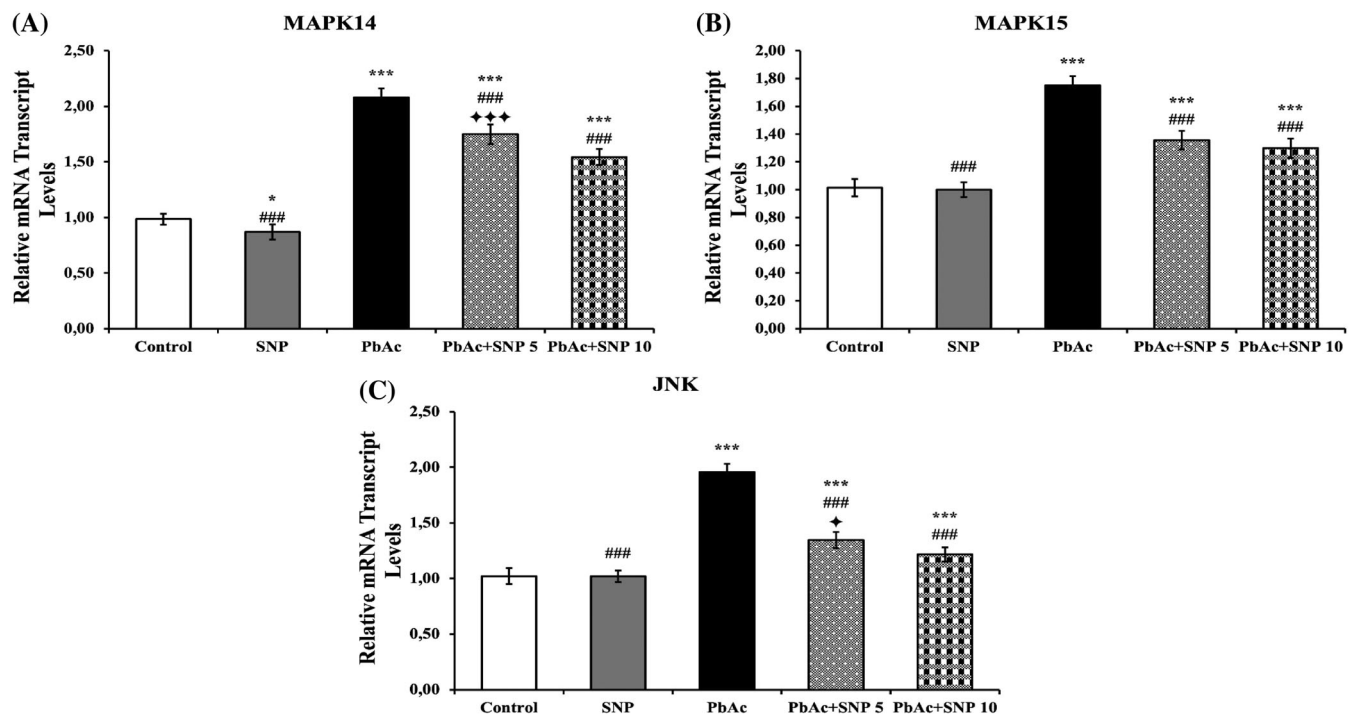 (A)
MAPK14
Relative mRNA Transcript
Levels
2,50
2,00
1,50
1,00
0,50
0,00
*
###
***
***
###
✦✦✦
***
###
Control SNP PbAc PbAc+SNP 5 PbAc+SNP 10
(B)
MAPK15
Relative mRNA Transcript
Levels
2,00
1,80
1,60
1,40
1,20
1,00
0,80
0,60
0,40
0,20
0,00
###
***
***
###
***
###
Control SNP PbAc PbAc+SNP 5 PbAc+SNP 10
(C)
JNK
Relative mRNA Transcript
Levels
2,50
2,00
1,50
1,00
0,50
0,00
###
***
***
###
✦
***
###
Control SNP PbAc PbAc+SNP 5 PbAc+SNP 10